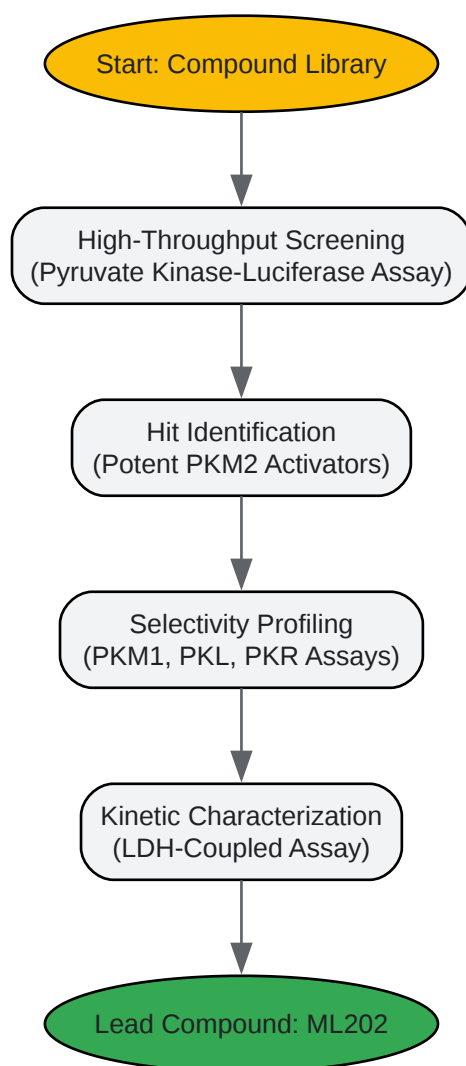 Start: Compound Library
High-Throughput Screening
(Pyruvate Kinase-Luciferase Assay)
Hit Identification
(Potent PKM2 Activators)
Selectivity Profiling
(PKM1, PKL, PKR Assays)
Kinetic Characterization
(LDH-Coupled Assay)
Lead Compound: ML202